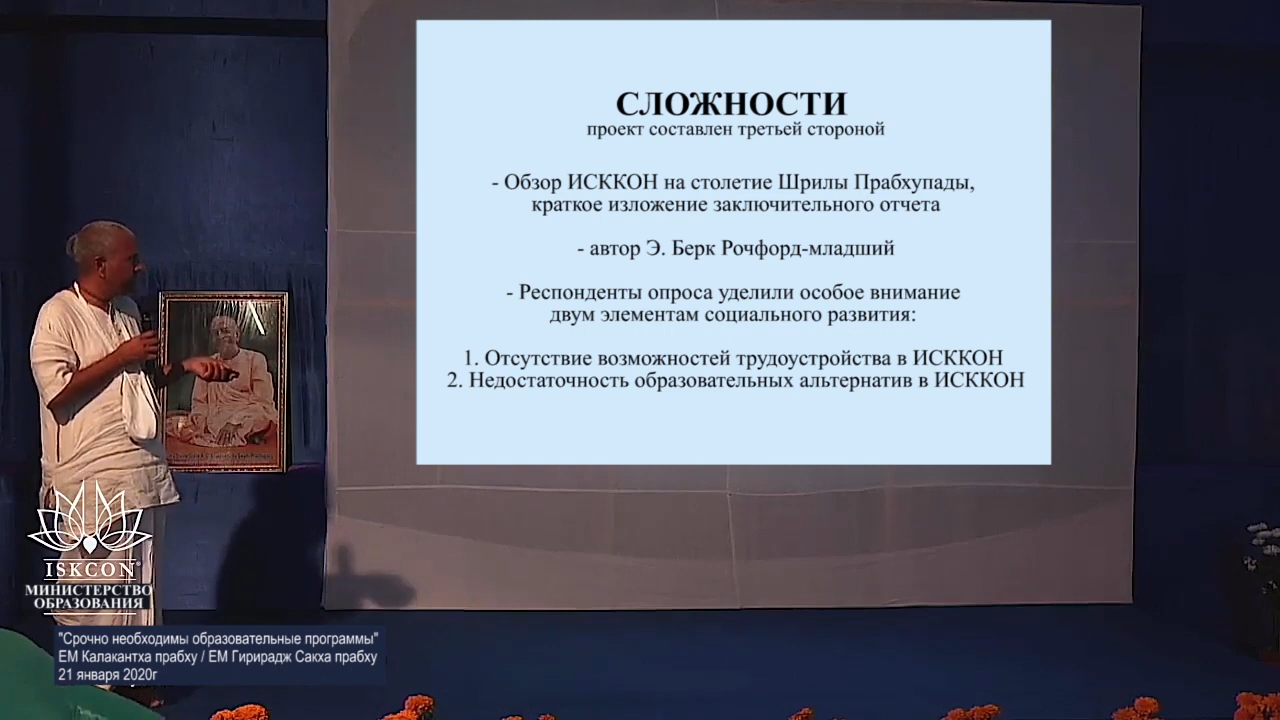 СЛОЖНОСТИ
проект составлен третьей стороной
- Обзор ИСККОН на столетие Шрилы Прабхупады,
краткое изложение заключительного отчета
- автор Э. Берк Рочфорд-младший
- Респонденты опроса уделили особое внимание
двум элементам социального развития:
1. Отсутствие возможностей трудоустройства в ИСККОН
2. Недостаточность образовательных альтернатив в ИСККОН
ISKCON®
МИНИСТЕРСТВО
ОБРАЗОВАНИЯ
"Срочно необходимы образовательные программы"
ЕМ Калакантха прабху / ЕМ Гирирадж Сакха прабху
21 января 2020г